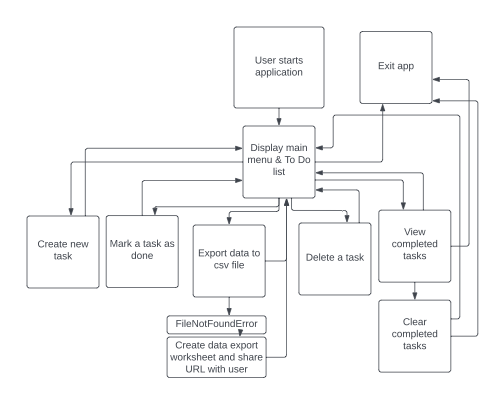 User starts
application
Exit app
Display main
menu & To Do
list
Create new
task
Mark a task as
done
Export data to
csv file
Delete a task
View
completed
tasks
FileNotFoundError
Create data export
worksheet and share
URL with user
Clear
completed
tasks